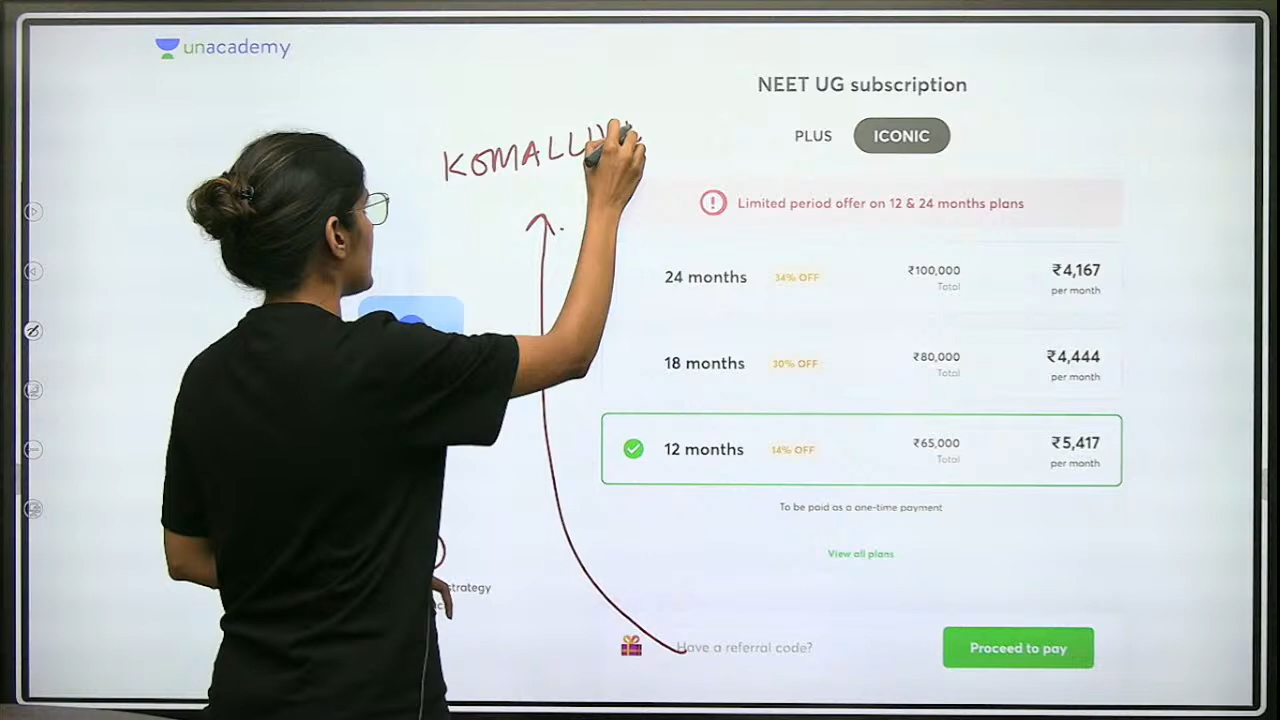 unacademy
NEET UG subscription
PLUS ICONIC
Limited period offer on 12 & 24 months plans
24 months 34% OFF ₹100,000 Total ₹4,167 per month
18 months 30% OFF ₹80,000 Total ₹4,444 per month
12 months 14% OFF ₹65,000 Total ₹5,417 per month
To be paid as a one-time payment
View all plans
strategy
Have a referral code?
Proceed to pay